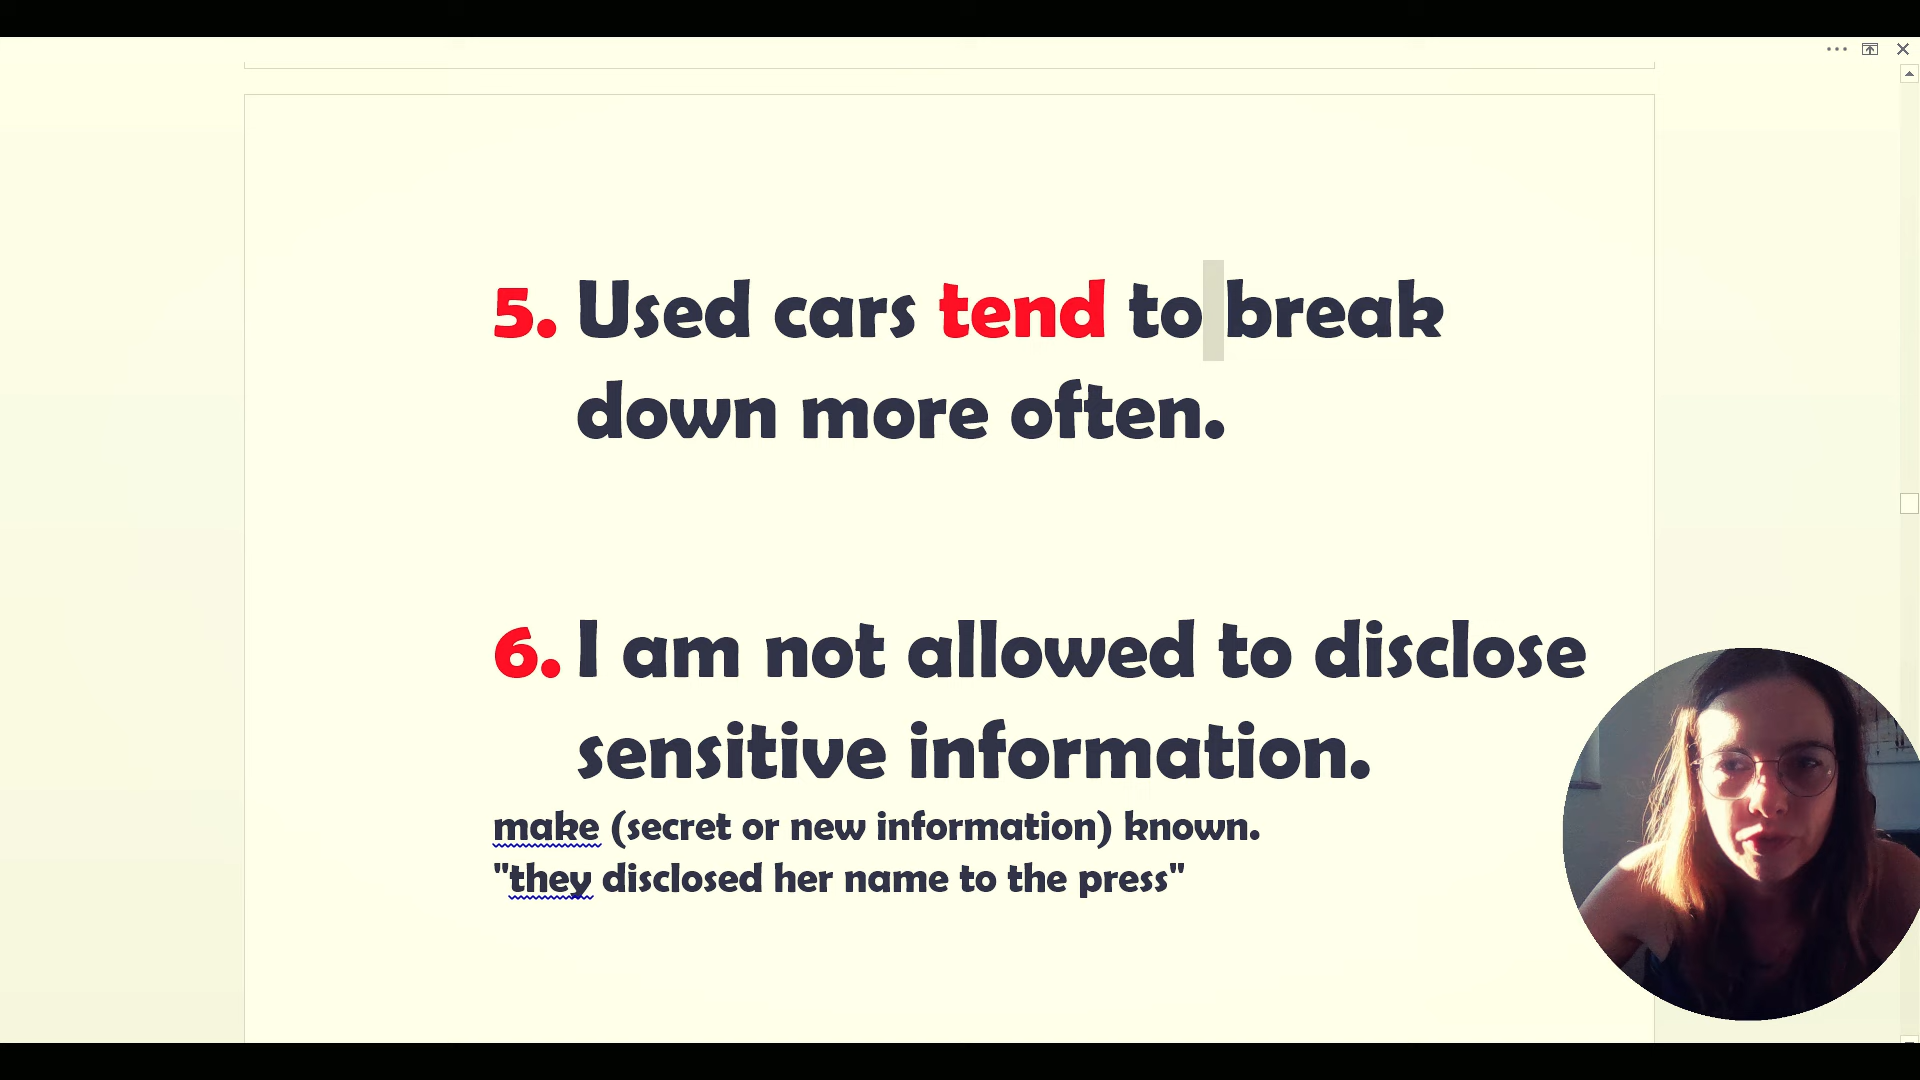 5. Used cars tend to break
down more often.
6. I am not allowed to disclose
sensitive information.
make (secret or new information) known.
"they disclosed her name to the press"